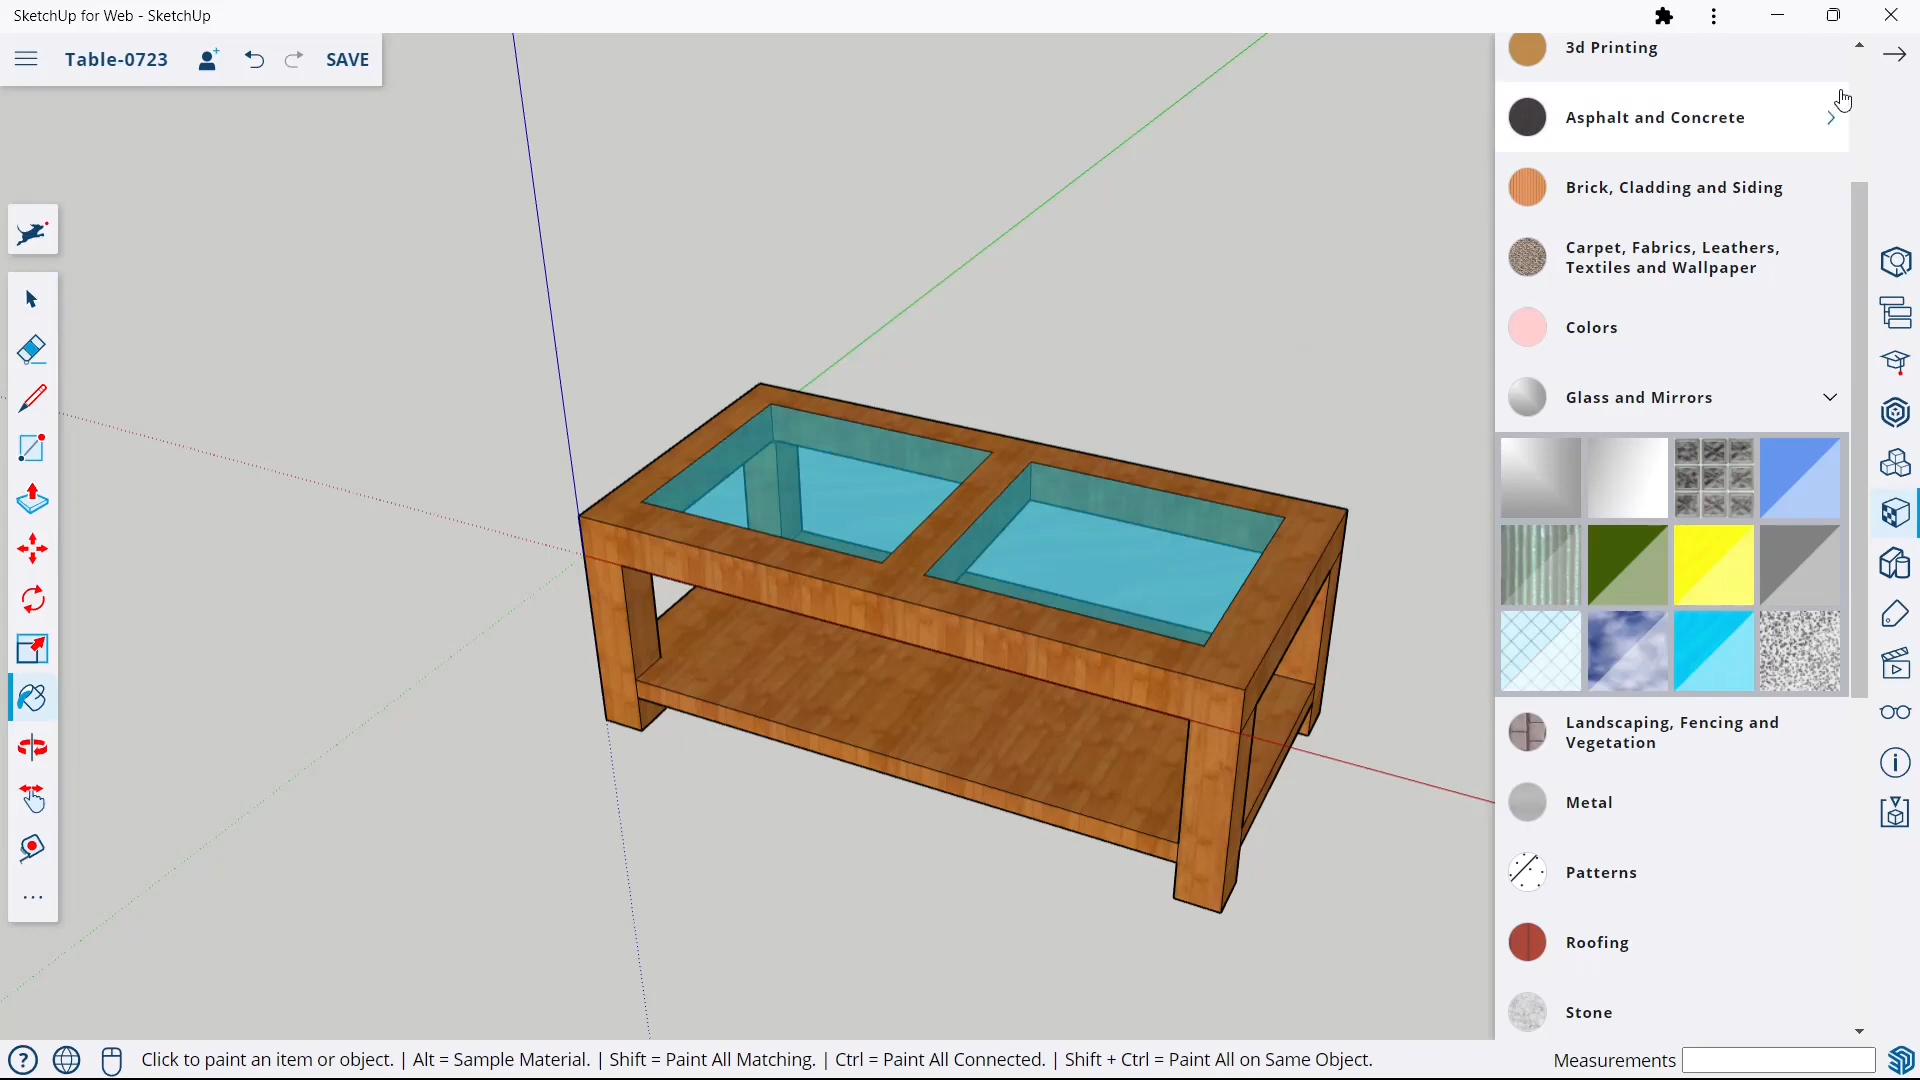 SketchUp for Web - SketchUp
Table-0723
SAVE
3d Printing
Asphalt and Concrete
Brick, Cladding and Siding
Carpet, Fabrics, Leathers,
Textiles and Wallpaper
Colors
Glass and Mirrors
Landscaping, Fencing and
Vegetation
Metal
Patterns
Roofing
Stone
Click to paint an item or object. | Alt = Sample Material. | Shift = Paint All Matching. | Ctrl = Paint All Connected. | Shift + Ctrl = Paint All on Same Object.
Measurements